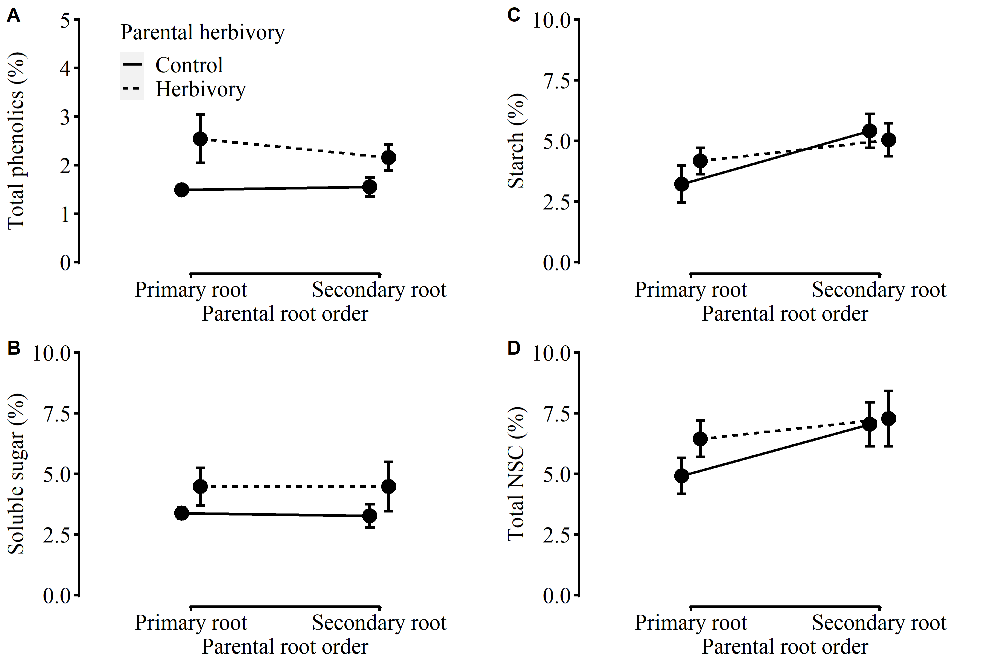 A
Total phenolics (%)
5
4
3
2
1
0
Parental herbivory
Control
Herbivory
Primary root
Secondary root
Parental root order
C
Starch (%)
10.0
7.5
5.0
2.5
0.0
Primary root
Secondary root
Parental root order
B
Soluble sugar (%)
10.0
7.5
5.0
2.5
0.0
Primary root
Secondary root
Parental root order
D
Total NSC (%)
10.0
7.5
5.0
2.5
0.0
Primary root
Secondary root
Parental root order